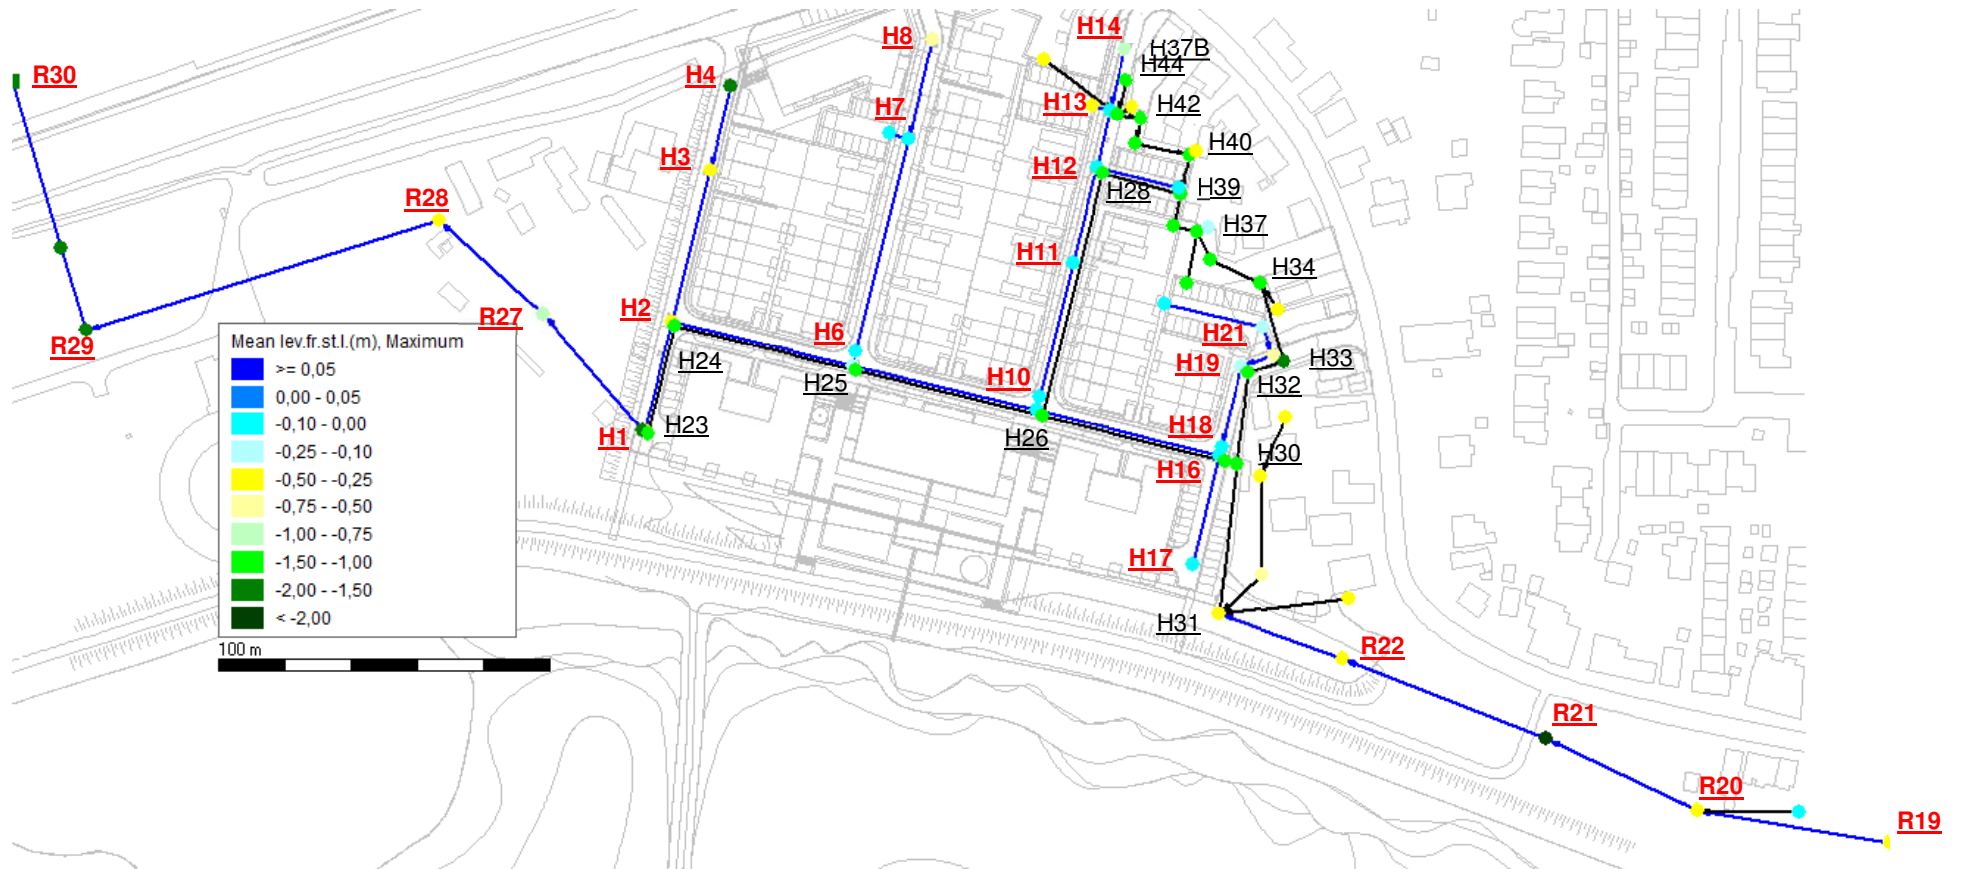 H14
H8
H37B
H44
R30
H4
H7
H13
H42
H40
H3
H12
H28
H39
R28
H37
H11
H34
R27
H2
R29
H6
H21
H33
Mean lev.fr.st.l.(m), Maximum
>= 0,05
0,00 - 0,05
-0,10 - 0,00
-0,25 - -0,10
-0,50 - -0,25
-0,75 - -0,50
-1,00 - -0,75
-1,50 - -1,00
-2,00 - -1,50
< -2,00
100 m
H24
H25
H10
H19
H32
H1
H23
H26
H18
H16
H30
H17
H31
R22
R21
R20
R19